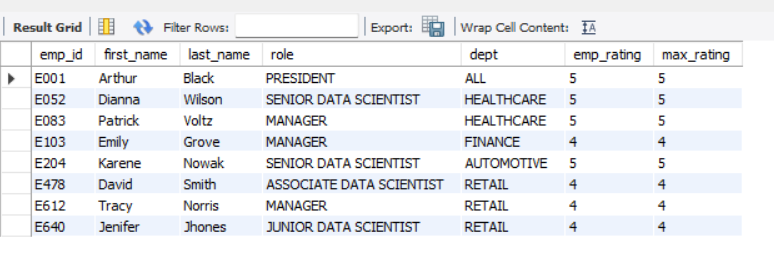 Result Grid Filter Rows: Export: Wrap Cell Content: IA
emp_id first_name last_name role dept emp_rating max_rating
E001 Arthur Black PRESIDENT ALL 5 5
E052 Dianna Wilson SENIOR DATA SCIENTIST HEALTHCARE 5 5
E083 Patrick Voltz MANAGER HEALTHCARE 5 5
E103 Emily Grove MANAGER FINANCE 4 4
E204 Karene Nowak SENIOR DATA SCIENTIST AUTOMOTIVE 5 5
E478 David Smith ASSOCIATE DATA SCIENTIST RETAIL 4 4
E612 Tracy Norris MANAGER RETAIL 4 4
E640 Jenifer Jhones JUNIOR DATA SCIENTIST RETAIL 4 4